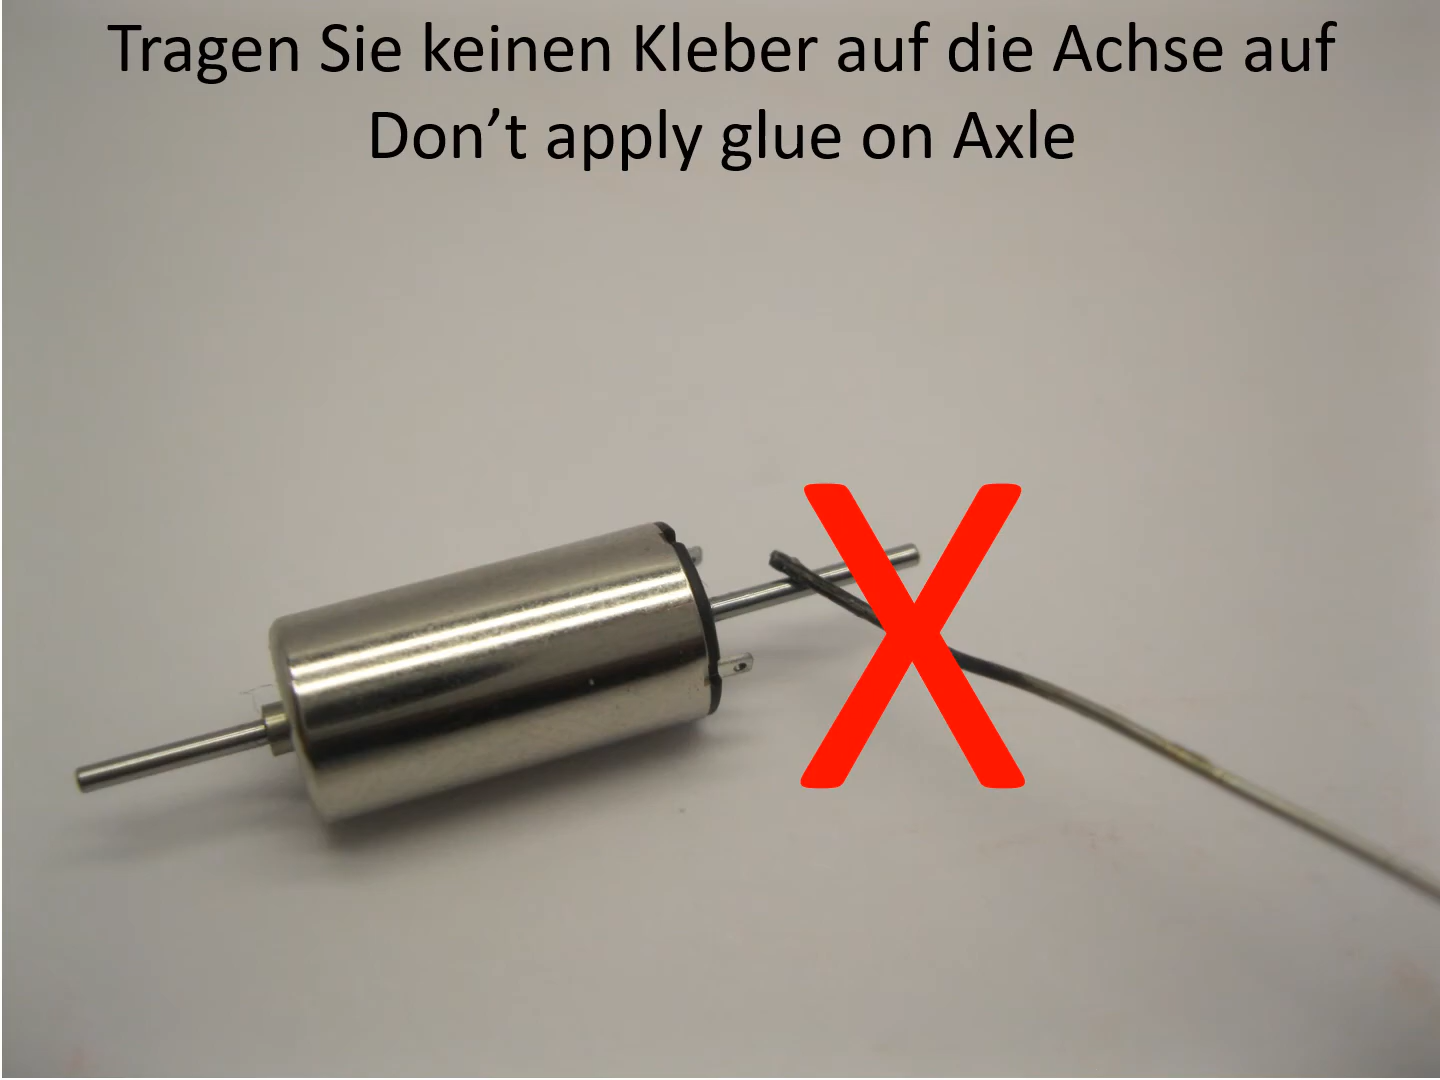 Tragen Sie keinen Kleber auf die Achse auf
Don’t apply glue on Axle
X